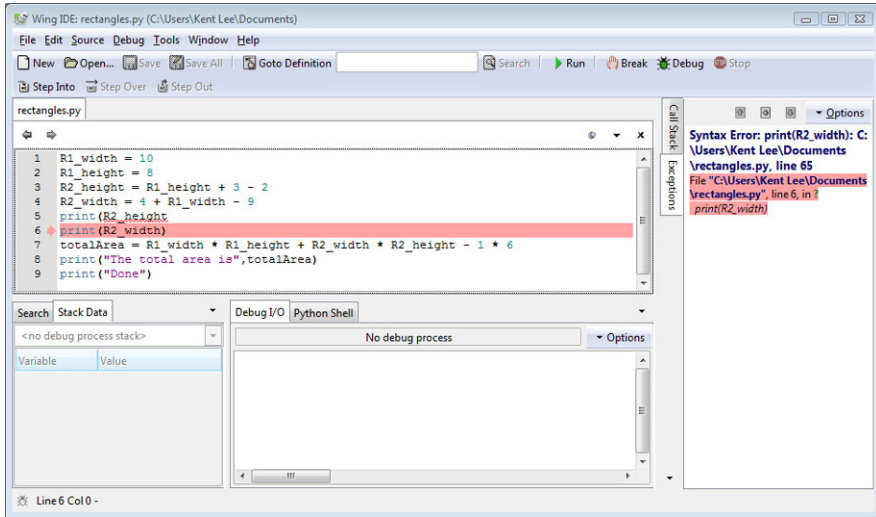 Wing IDE: rectangles.py (C:\Users\Kent Lee\Documents)
File Edit Source Debug Tools Window Help
New Open... Save Save All Goto Definition Search Run Break Debug Stop
Step Into Step Over Step Out
rectangles.py
1 R1_width = 10
2 R1_height = 8
3 R2_height = R1_height + 3 - 2
4 R2_width = 4 + R1_width - 9
5 print(R2_height
6 print(R2_width)
7 totalArea = R1_width * R1_height + R2_width * R2_height - 1 * 6
8 print("The total area is",totalArea)
9 print("Done")
Call Stack
Exceptions
Options
Syntax Error: print(R2_width): C:
\Users\Kent Lee\Documents
\rectangles.py, line 65
File "C:\Users\Kent Lee\Documents
\rectangles.py", line 6, in ?
print(R2_width)
Search Stack Data
<no debug process stack>
Variable Value
Debug I/O Python Shell
No debug process
Options
Line 6 Col 0 -